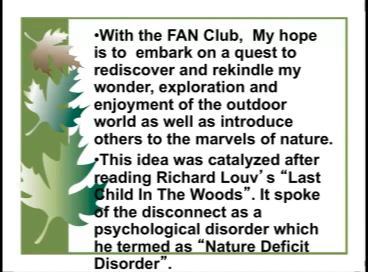 •With the FAN Club,  My hope
is to  embark on a quest to
rediscover and rekindle my
wonder, exploration and
enjoyment of the outdoor
world as well as introduce
others to the marvels of nature.
•This idea was catalyzed after
reading Richard Louv’s “Last
Child In The Woods”. It spoke
of the disconnect as a
psychological disorder which
he termed as “Nature Deficit
Disorder”.